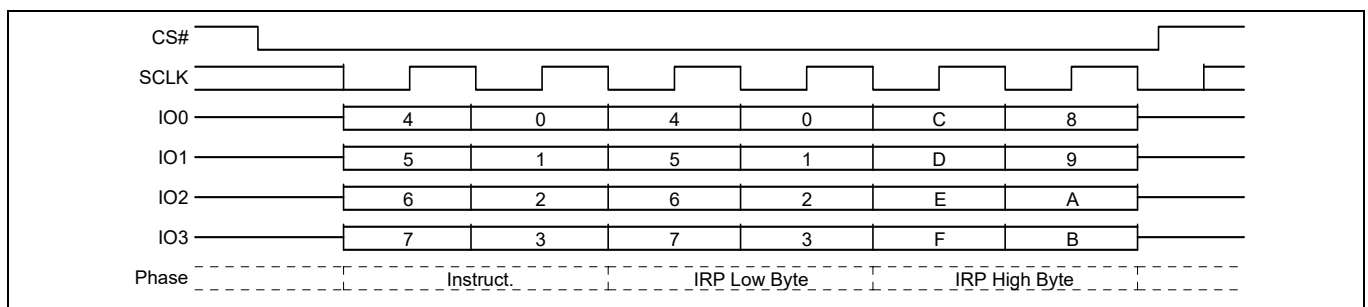 CS#
SCLK
IO0 4 0 4 0 C 8
IO1 5 1 5 1 D 9
IO2 6 2 6 2 E A
IO3 7 3 7 3 F B
Phase Instruct. IRP Low Byte IRP High Byte